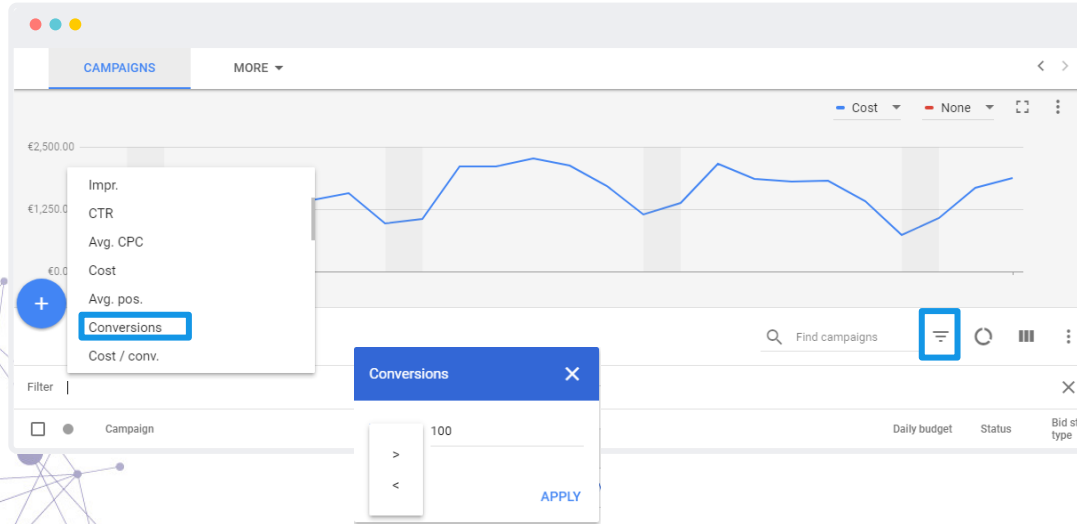 CAMPAIGNS
MORE
Cost
None
€2,500.00
€1,250.0
€0.0
Impr.
CTR
Avg. CPC
Cost
Avg. pos.
Conversions
Cost / conv.
+
Find campaigns
Filter
Campaign
Daily budget
Status
Bid st
type
Conversions
100
>
<
APPLY